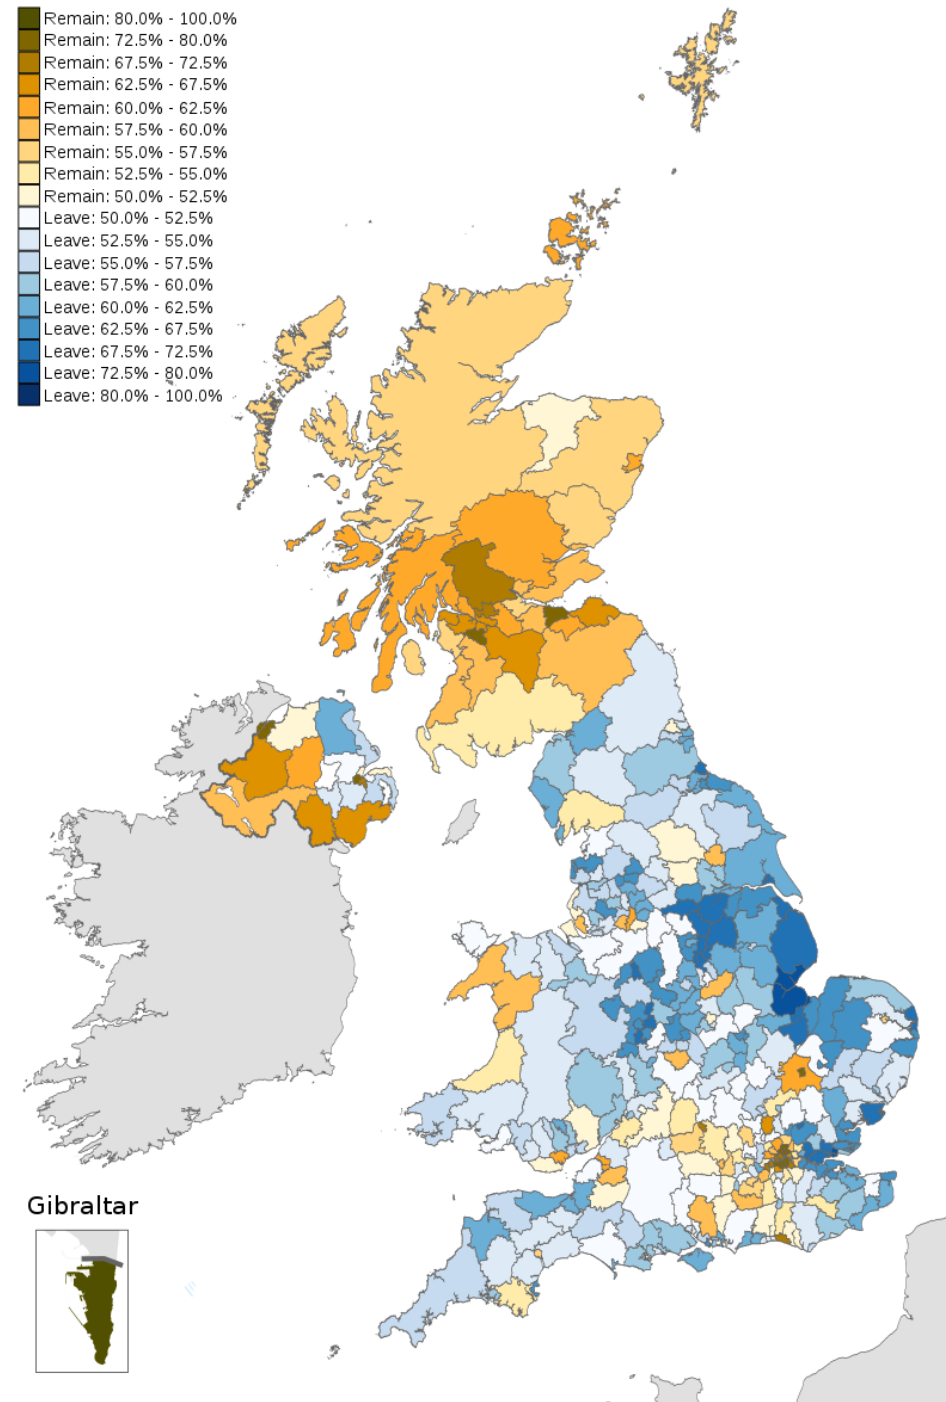 Remain: 80.0% - 100.0%
Remain: 72.5% - 80.0%
Remain: 67.5% - 72.5%
Remain: 62.5% - 67.5%
Remain: 60.0% - 62.5%
Remain: 57.5% - 60.0%
Remain: 55.0% - 57.5%
Remain: 52.5% - 55.0%
Remain: 50.0% - 52.5%
Leave: 50.0% - 52.5%
Leave: 52.5% - 55.0%
Leave: 55.0% - 57.5%
Leave: 57.5% - 60.0%
Leave: 60.0% - 62.5%
Leave: 62.5% - 67.5%
Leave: 67.5% - 72.5%
Leave: 72.5% - 80.0%
Leave: 80.0% - 100.0%
Gibraltar